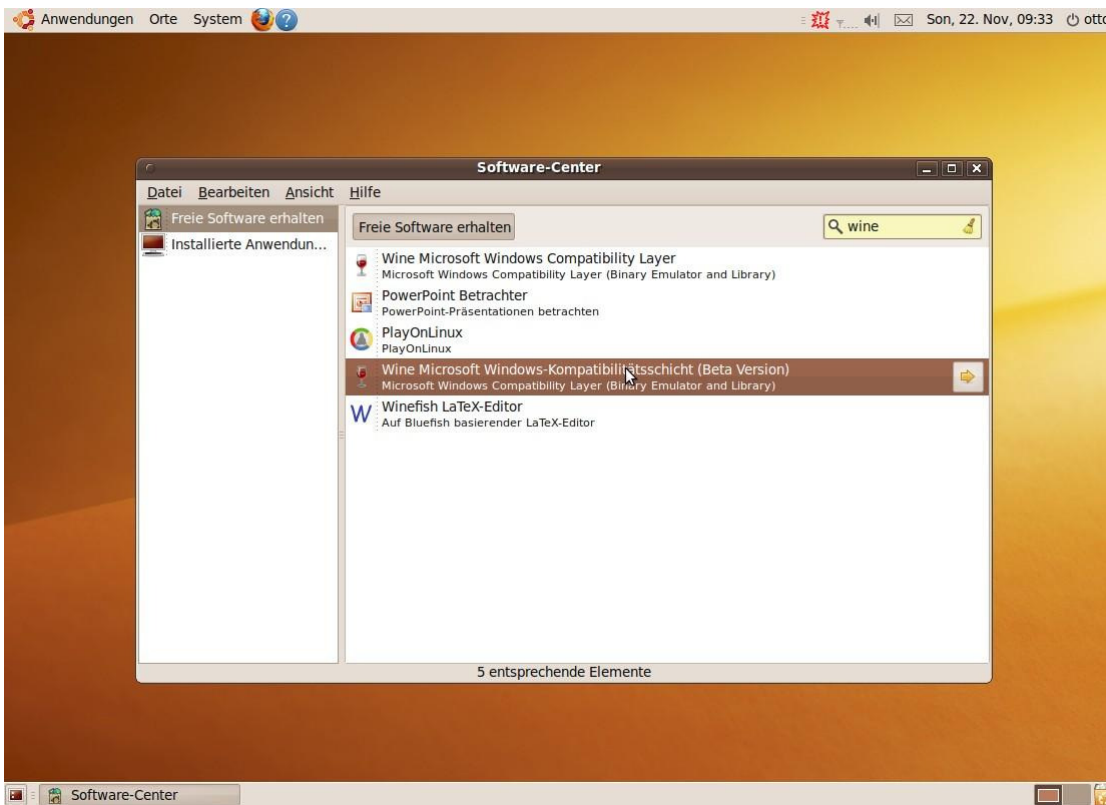 Anwendungen Orte System Son, 22. Nov, 09:33 otto
Software-Center
Datei Bearbeiten Ansicht Hilfe
Freie Software erhalten
Installierte Anwendun...
Freie Software erhalten
wine
Wine Microsoft Windows Compatibility Layer
Microsoft Windows Compatibility Layer (Binary Emulator and Library)
PowerPoint Betrachter
PowerPoint-Präsentationen betrachten
PlayOnLinux
PlayOnLinux
Wine Microsoft Windows-Kompatibilitätsschicht (Beta Version)
Microsoft Windows Compatibility Layer (Binary Emulator and Library)
W
Winefish LaTeX-Editor
Auf Bluefish basierender LaTeX-Editor
5 entsprechende Elemente
Software-Center